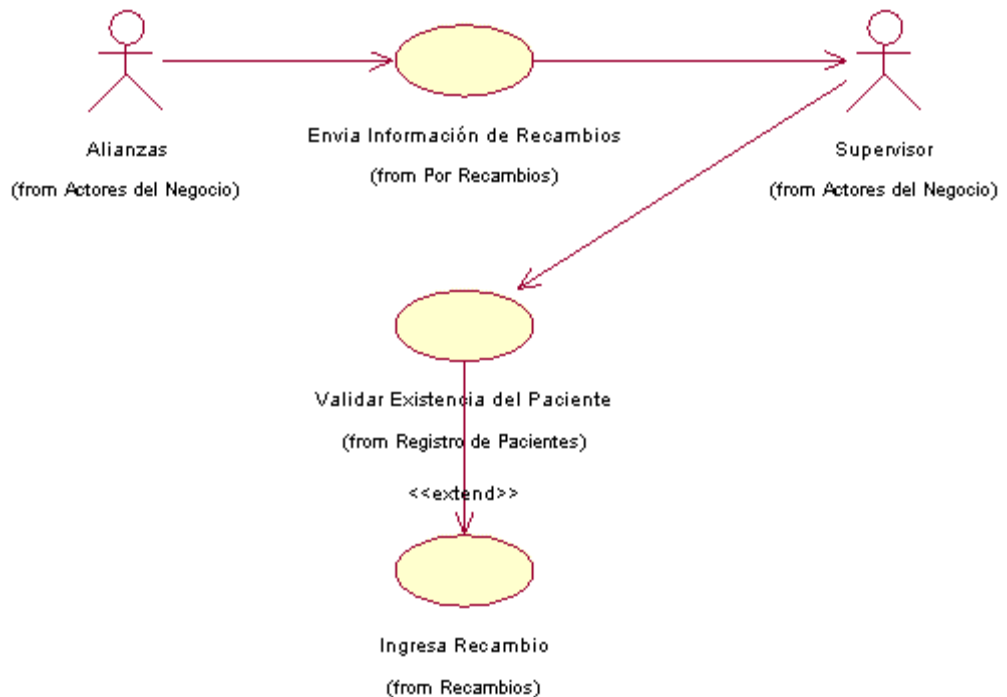 Alianzas
(from Actores del Negocio)
Envia Información de Recambios
(from Por Recambios)
Supervisor
(from Actores del Negocio)
Validar Existencia del Paciente
(from Registro de Pacientes)
<<extend>>
Ingresa Recambio
(from Recambios)